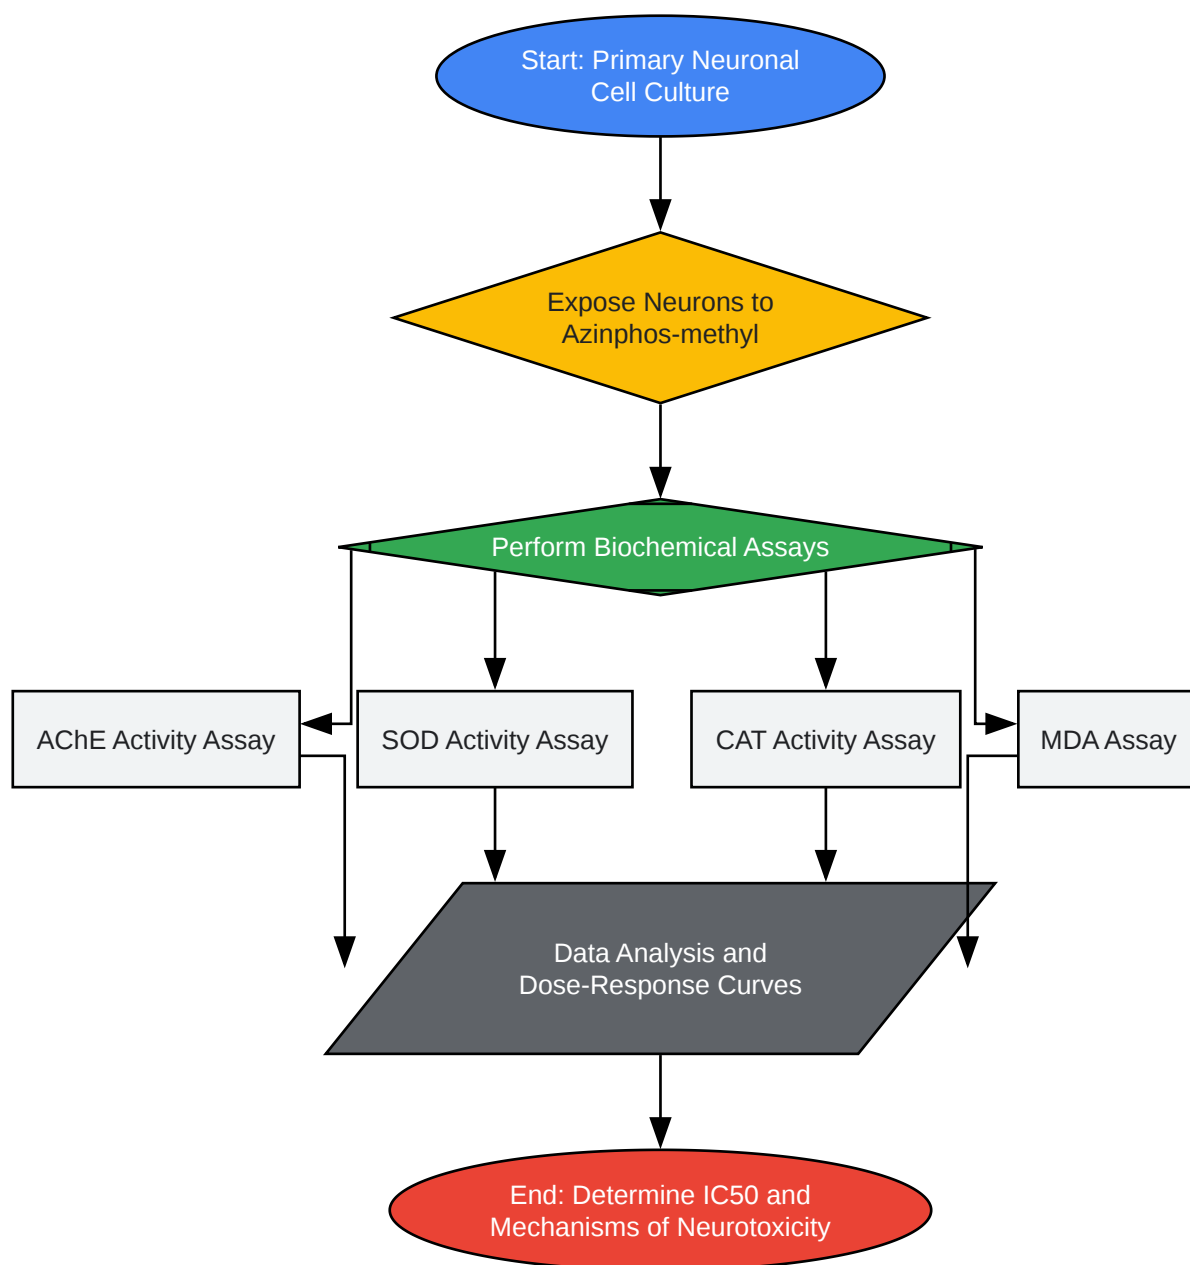 Start: Primary Neuronal
Cell Culture
Expose Neurons to
Azinphos-methyl
Perform Biochemical Assays
AChE Activity Assay
SOD Activity Assay
CAT Activity Assay
MDA Assay
Data Analysis and
Dose-Response Curves
End: Determine IC50 and
Mechanisms of Neurotoxicity